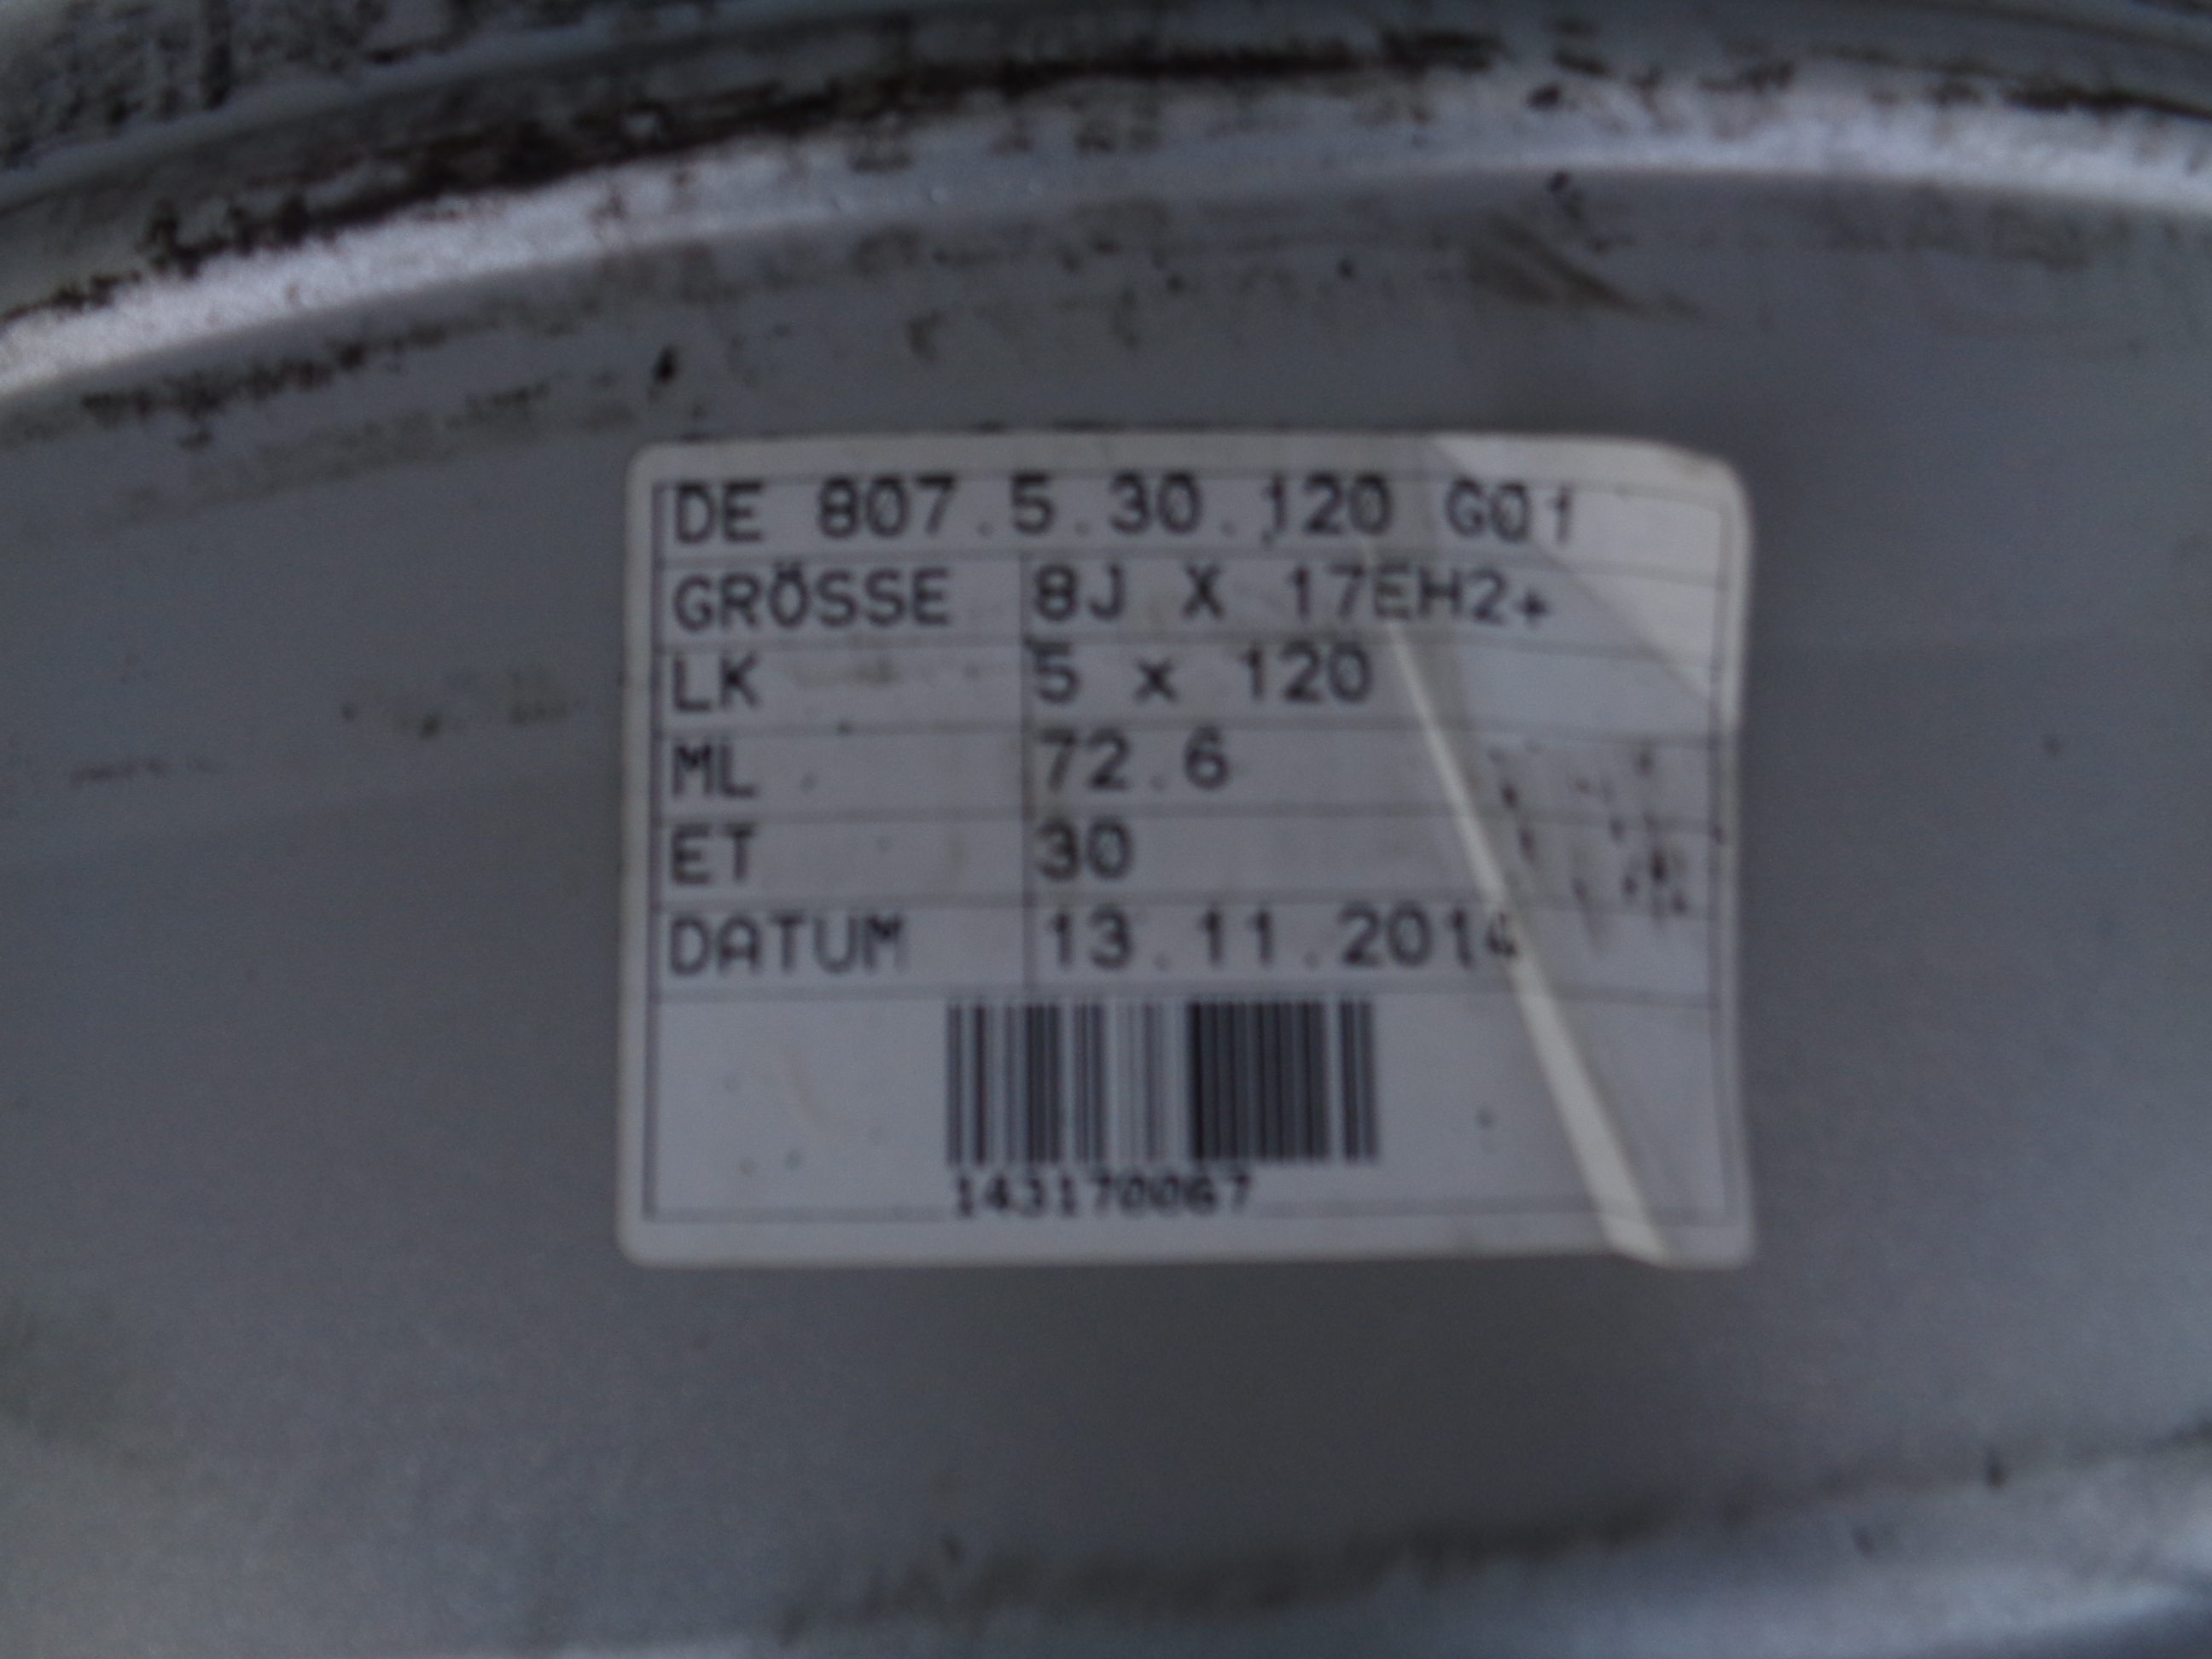 DE 807.5.30.120 G01
GRÖSSE 8J X 17EH2+
LK 5 x 120
ML 72.6
ET 30
DATUM 13.11.2014
143170067